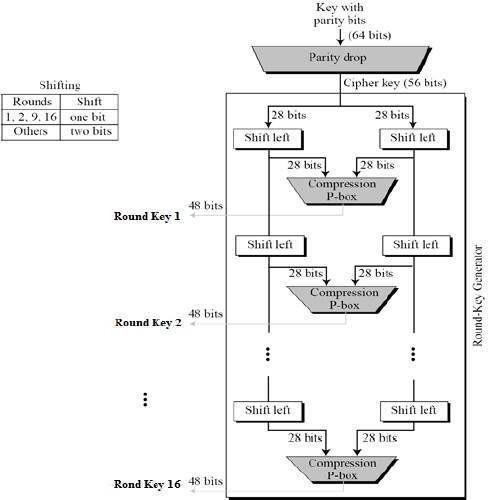 Key with
parity bits
(64 bits)
Parity drop
Cipher key (56 bits)
Shifting
Rounds Shift
1, 2, 9, 16 one bit
Others two bits
28 bits 28 bits
Shift left Shift left
28 bits 28 bits
Compression
P-box
48 bits
Round Key 1
Shift left Shift left
28 bits 28 bits
Compression
P-box
48 bits
Round Key 2
Round-Key Generator
Shift left Shift left
28 bits 28 bits
Compression
P-box
48 bits
Rond Key 16